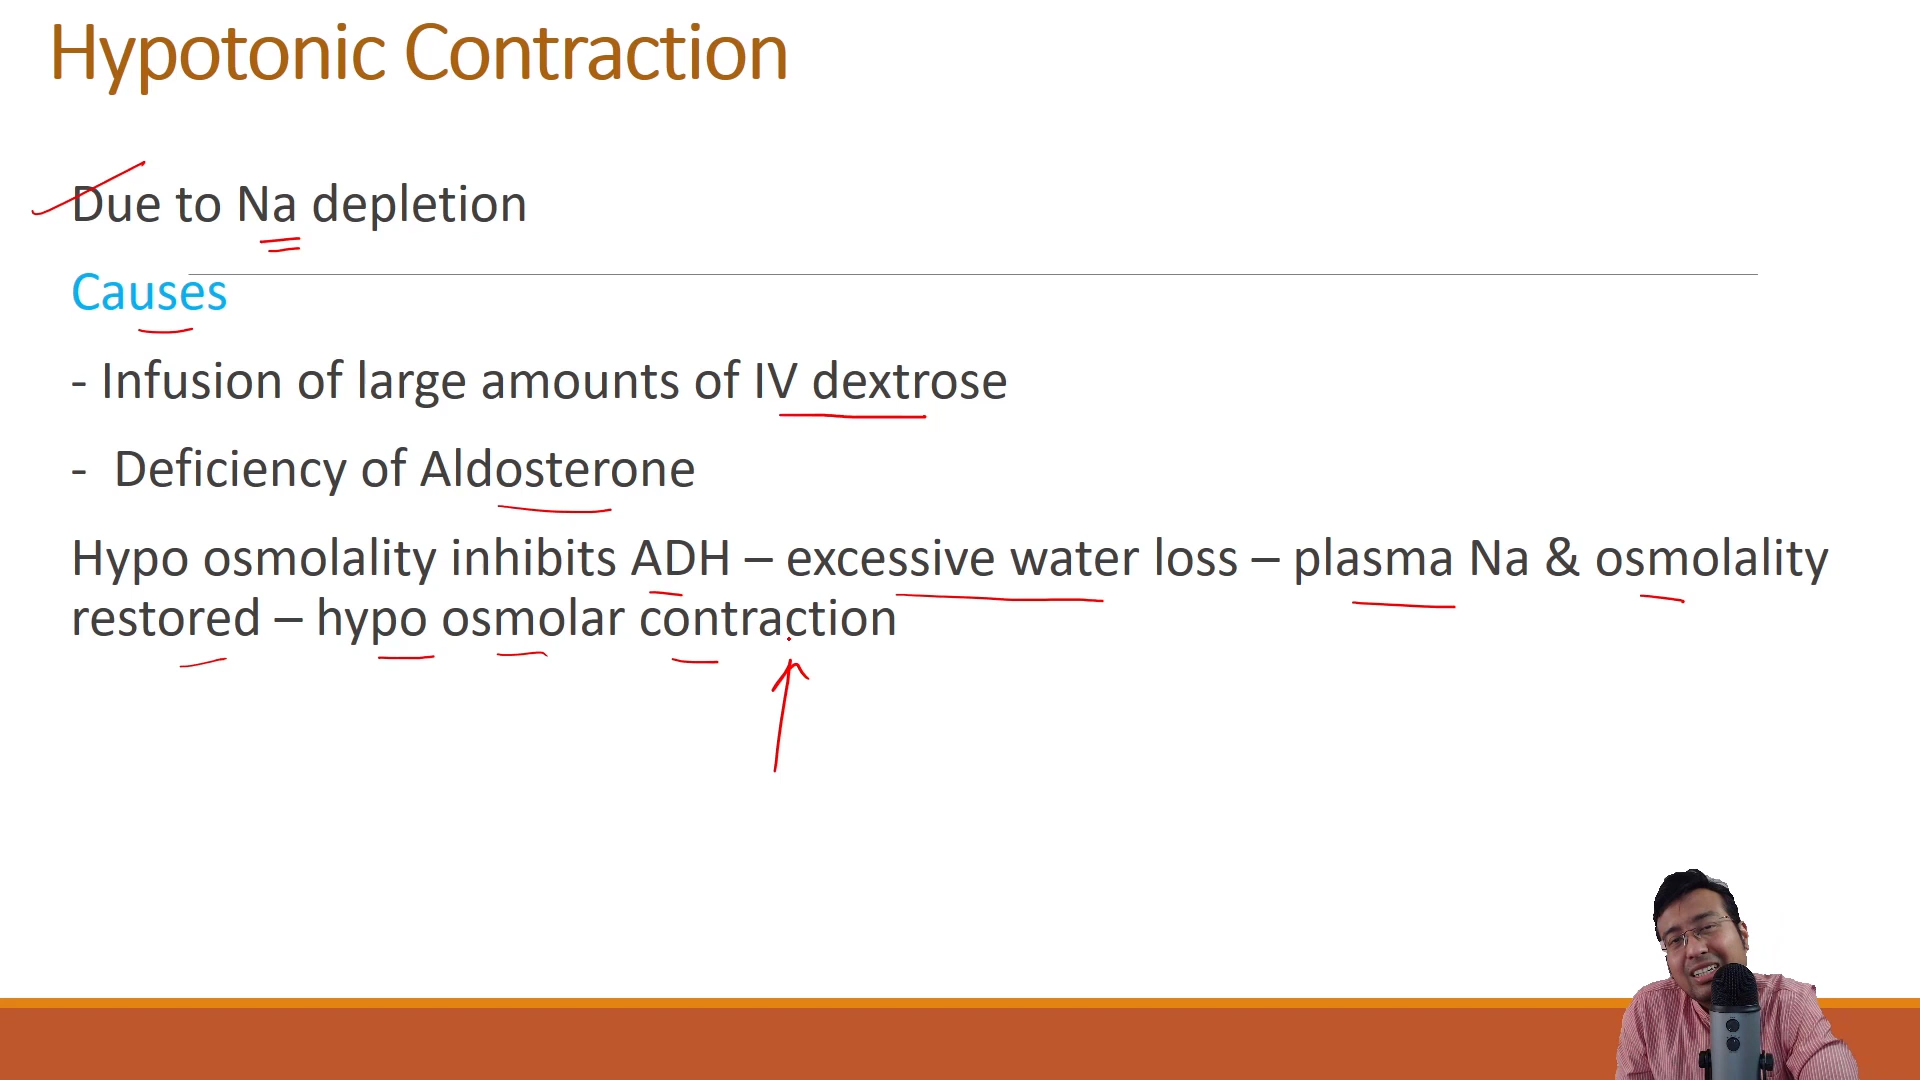 Hypotonic Contraction
Due to Na depletion
Causes
- Infusion of large amounts of IV dextrose
- Deficiency of Aldosterone
Hypo osmolality inhibits ADH – excessive water loss – plasma Na & osmolality
restored – hypo osmolar contraction